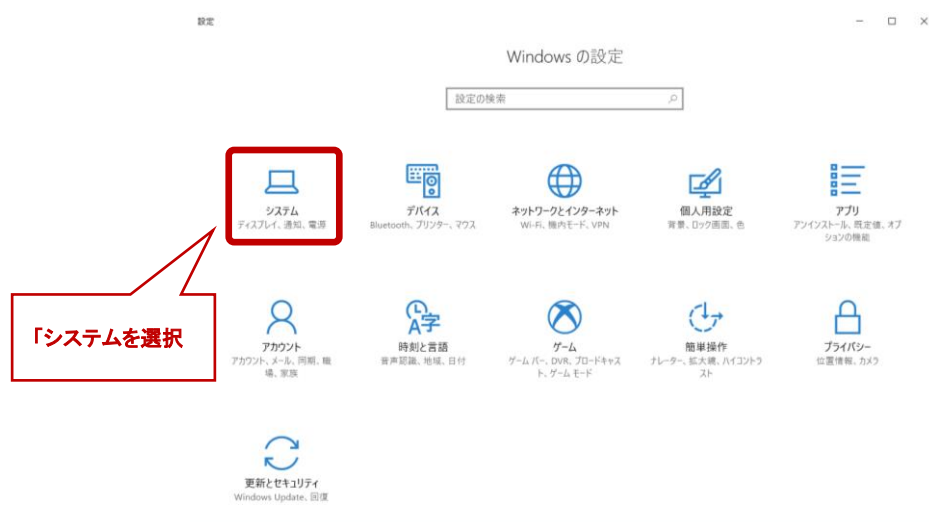 設定
Windows の設定
設定の検索
システム
ディスプレイ、通知、電源
デバイス
Bluetooth、プリンター、マウス
ネットワークとインターネット
Wi-Fi、機内モード、VPN
個人用設定
背景、ロック画面、色
アプリ
アンインストール、既定値、オプ
ションの機能
「システムを選択
アカウント
アカウント、メール、同期、職
場、家族
時刻と言語
音声認識、地域、日付
ゲーム
ゲーム バー、DVR、ブロードキャス
ト、ゲーム モード
簡単操作
ナレーター、拡大鏡、ハイコントラ
スト
プライバシー
位置情報、カメラ
更新とセキュリティ
Windows Update、回復